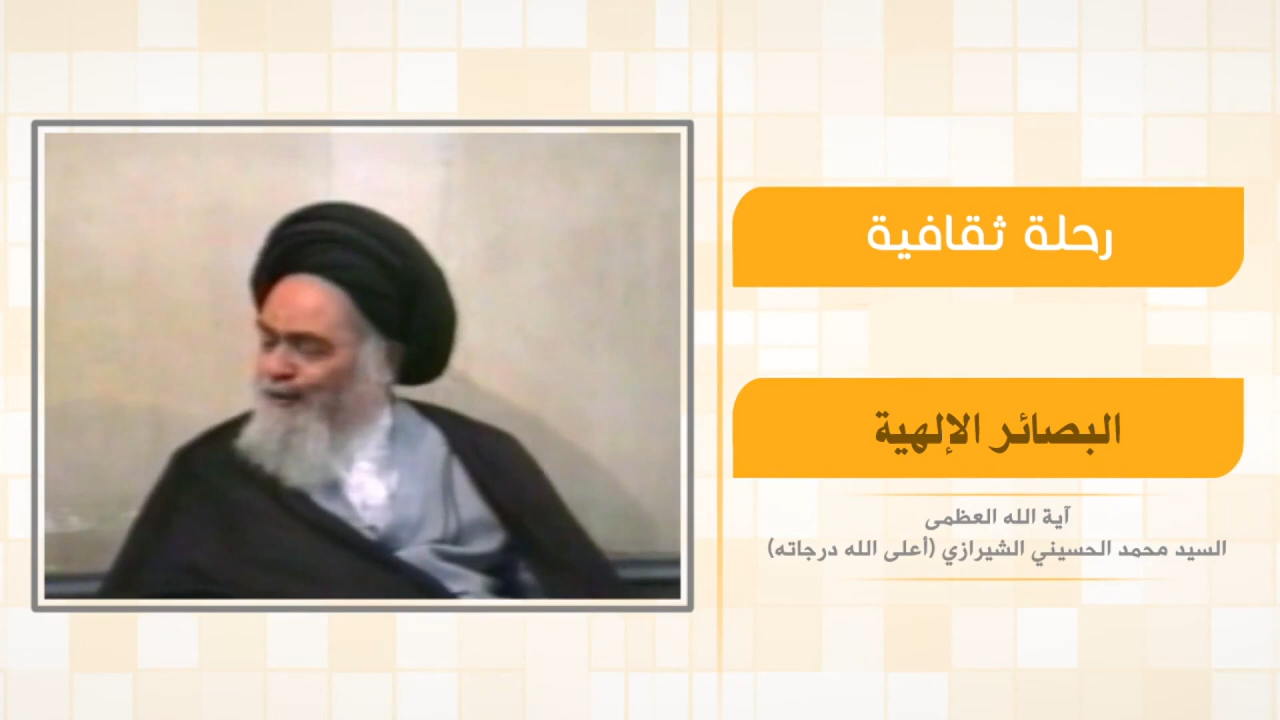 رحلة ثقافية
البصائر الإلهية
آية الله العظمى
السيد محمد الحسيني الشيرازي (أعلى الله درجاته)